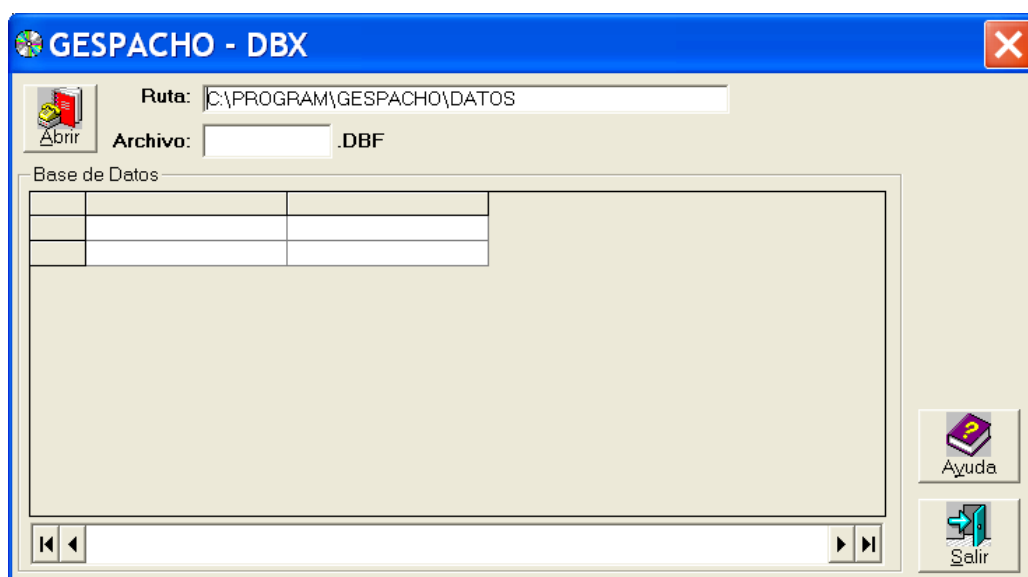 GESPACHO - DBX
Ruta: C:\PROGRAM\GESPACHO\DATOS
Abrir
Archivo: .DBF
Base de Datos
Ayuda
Salir